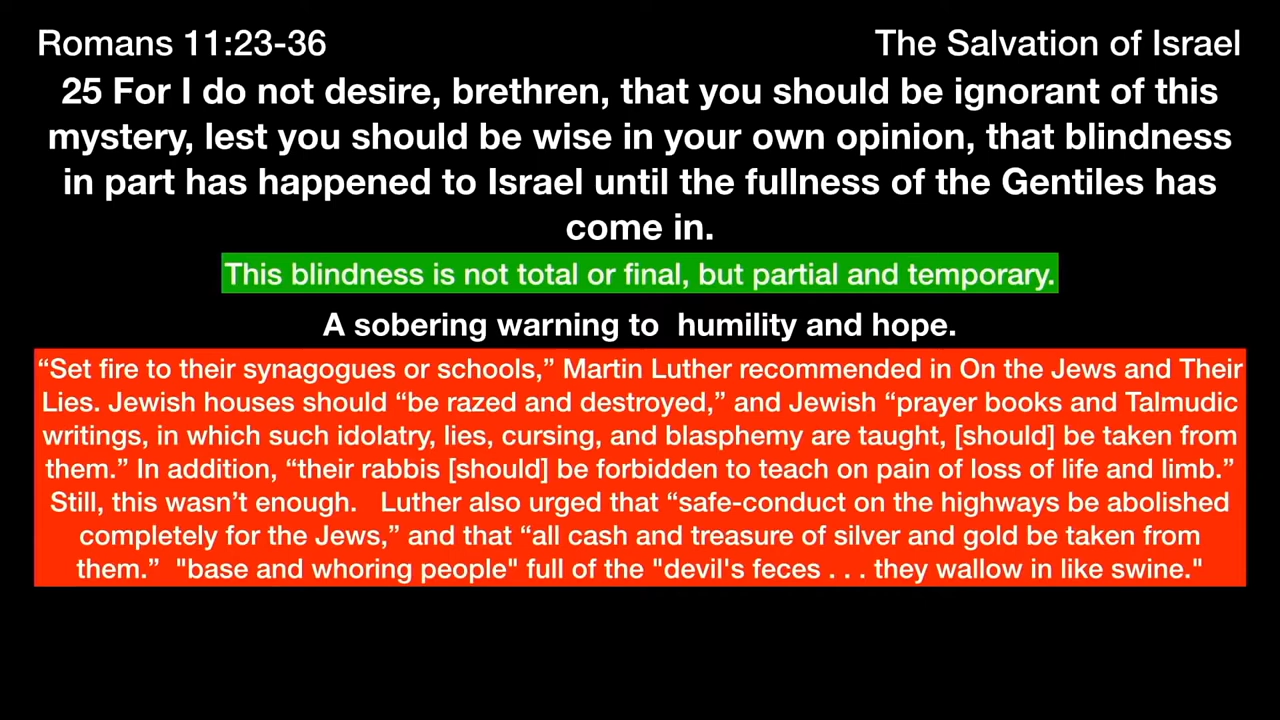 Romans 11:23-36
The Salvation of Israel
25 For I do not desire, brethren, that you should be ignorant of this
mystery, lest you should be wise in your own opinion, that blindness
in part has happened to Israel until the fullness of the Gentiles has
come in.
This blindness is not total or final, but partial and temporary.
A sobering warning to  humility and hope.
“Set fire to their synagogues or schools,” Martin Luther recommended in On the Jews and Their
Lies. Jewish houses should “be razed and destroyed,” and Jewish “prayer books and Talmudic
writings, in which such idolatry, lies, cursing, and blasphemy are taught, [should] be taken from
them.” In addition, “their rabbis [should] be forbidden to teach on pain of loss of life and limb.”
Still, this wasn’t enough.   Luther also urged that “safe-conduct on the highways be abolished
completely for the Jews,” and that “all cash and treasure of silver and gold be taken from
them.”  "base and whoring people" full of the "devil's feces . . . they wallow in like swine."